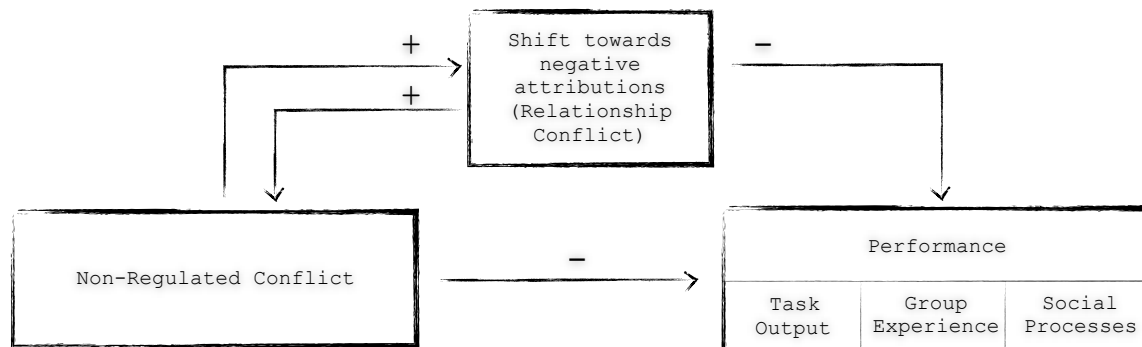 +
Shift towards
negative
attributions
(Relationship
Conflict)
−
+
Non-Regulated Conflict
−
Performance
Task
Output
Group
Experience
Social
Processes